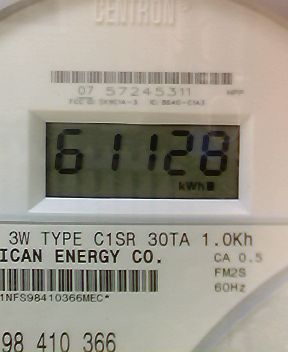 CENTRON
07 57245311
61128
kWh
3W TYPE C1SR 30TA 1.0Kh
ICAN ENERGY CO.
CA 0.5
FM2S
60Hz
1NFS98410366MEC*
98 410 366